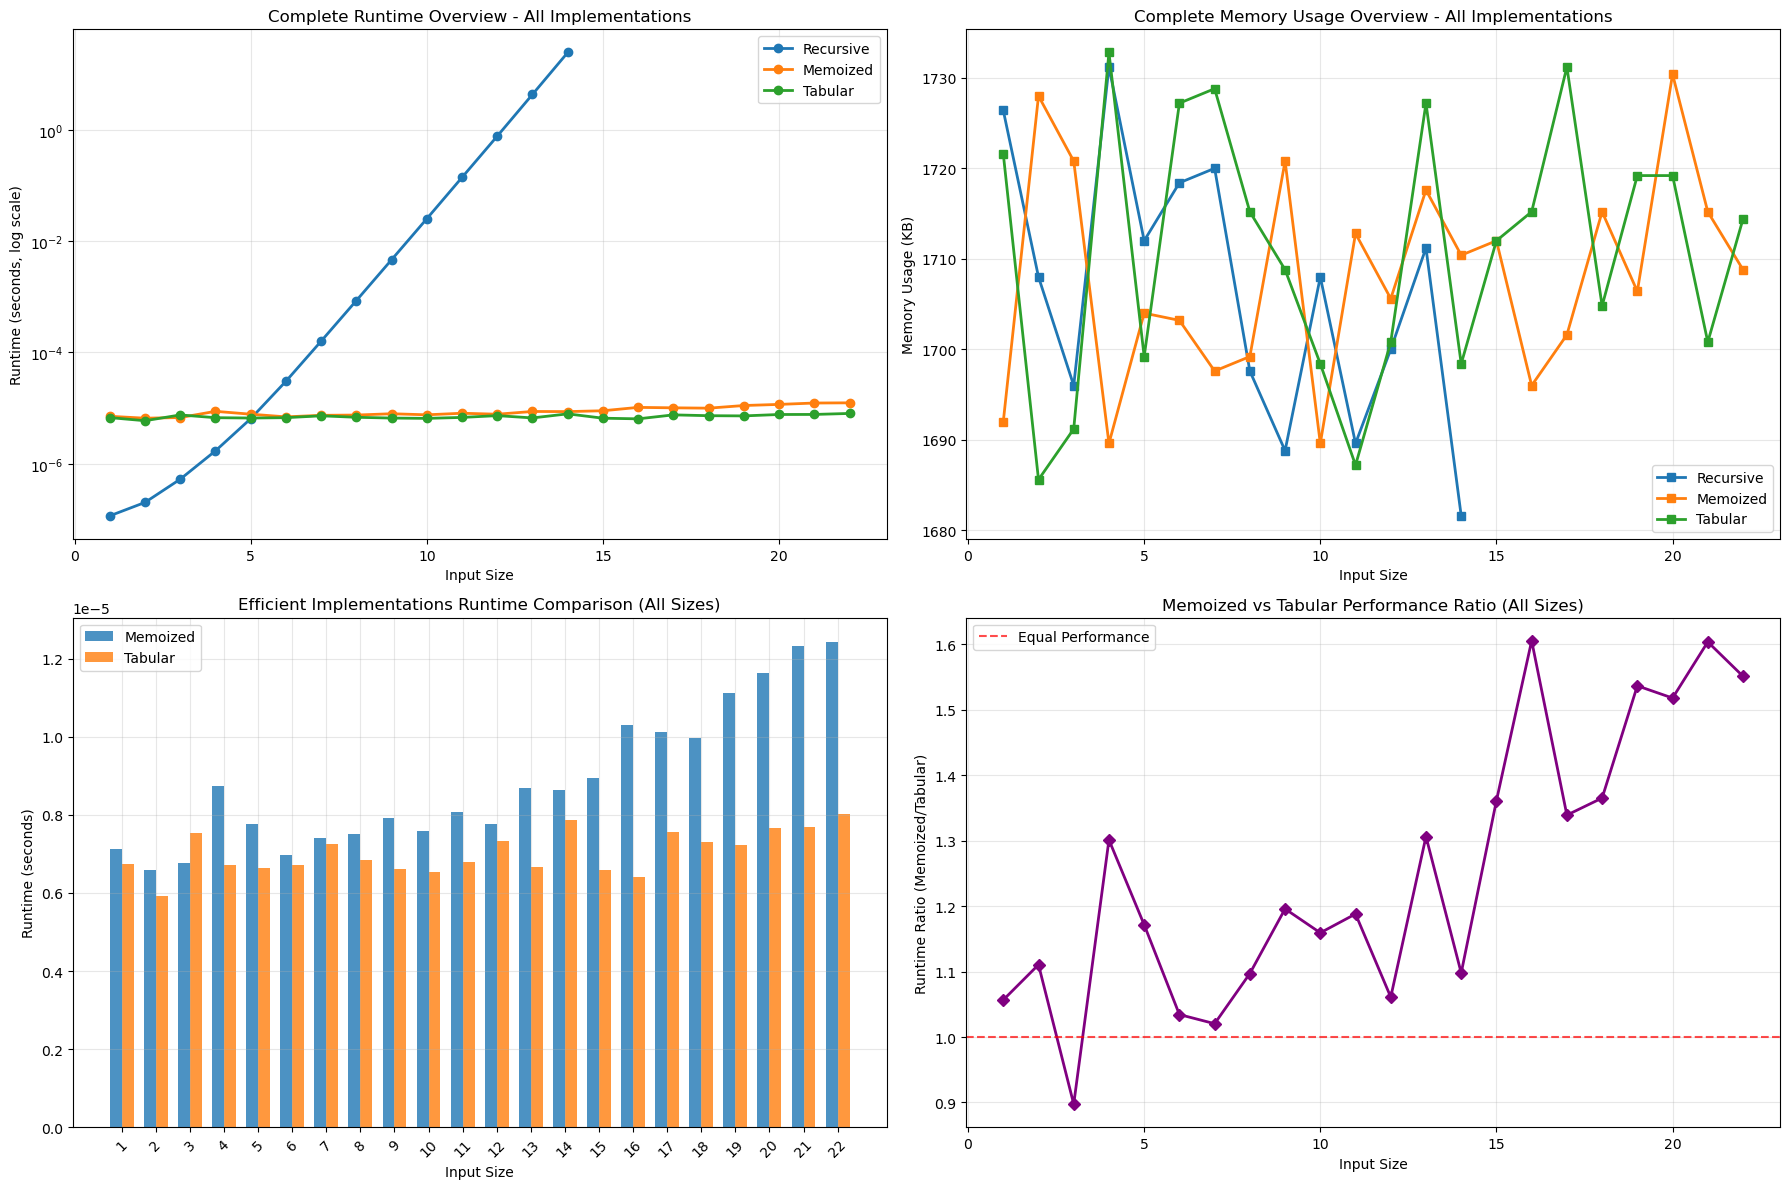 Complete Runtime Overview - All Implementations
Runtime (seconds, log scale)
10^0
10^-2
10^-4
10^-6
Recursive
Memoized
Tabular
0 5 10 15 20
Input Size
Complete Memory Usage Overview - All Implementations
Memory Usage (KB)
1730
1720
1710
1700
1690
1680
Recursive
Memoized
Tabular
0 5 10 15 20
Input Size
Efficient Implementations Runtime Comparison (All Sizes)
1e−5
Runtime (seconds)
1.2
1.0
0.8
0.6
0.4
0.2
0.0
Memoized
Tabular
1 2 3 4 5 6 7 8 9 10 11 12 13 14 15 16 17 18 19 20 21 22
Input Size
Memoized vs Tabular Performance Ratio (All Sizes)
Runtime Ratio (Memoized/Tabular)
1.6
1.5
1.4
1.3
1.2
1.1
1.0
0.9
Equal Performance
0 5 10 15 20
Input Size